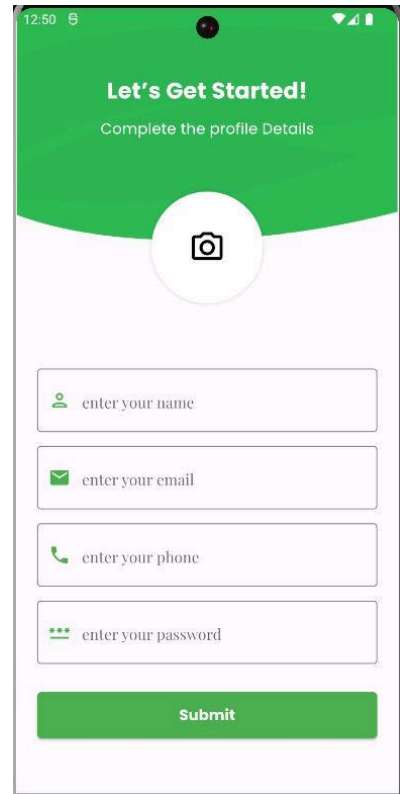 12:50
Let's Get Started!
Complete the profile Details
enter your name
enter your email
enter your phone
enter your password
Submit